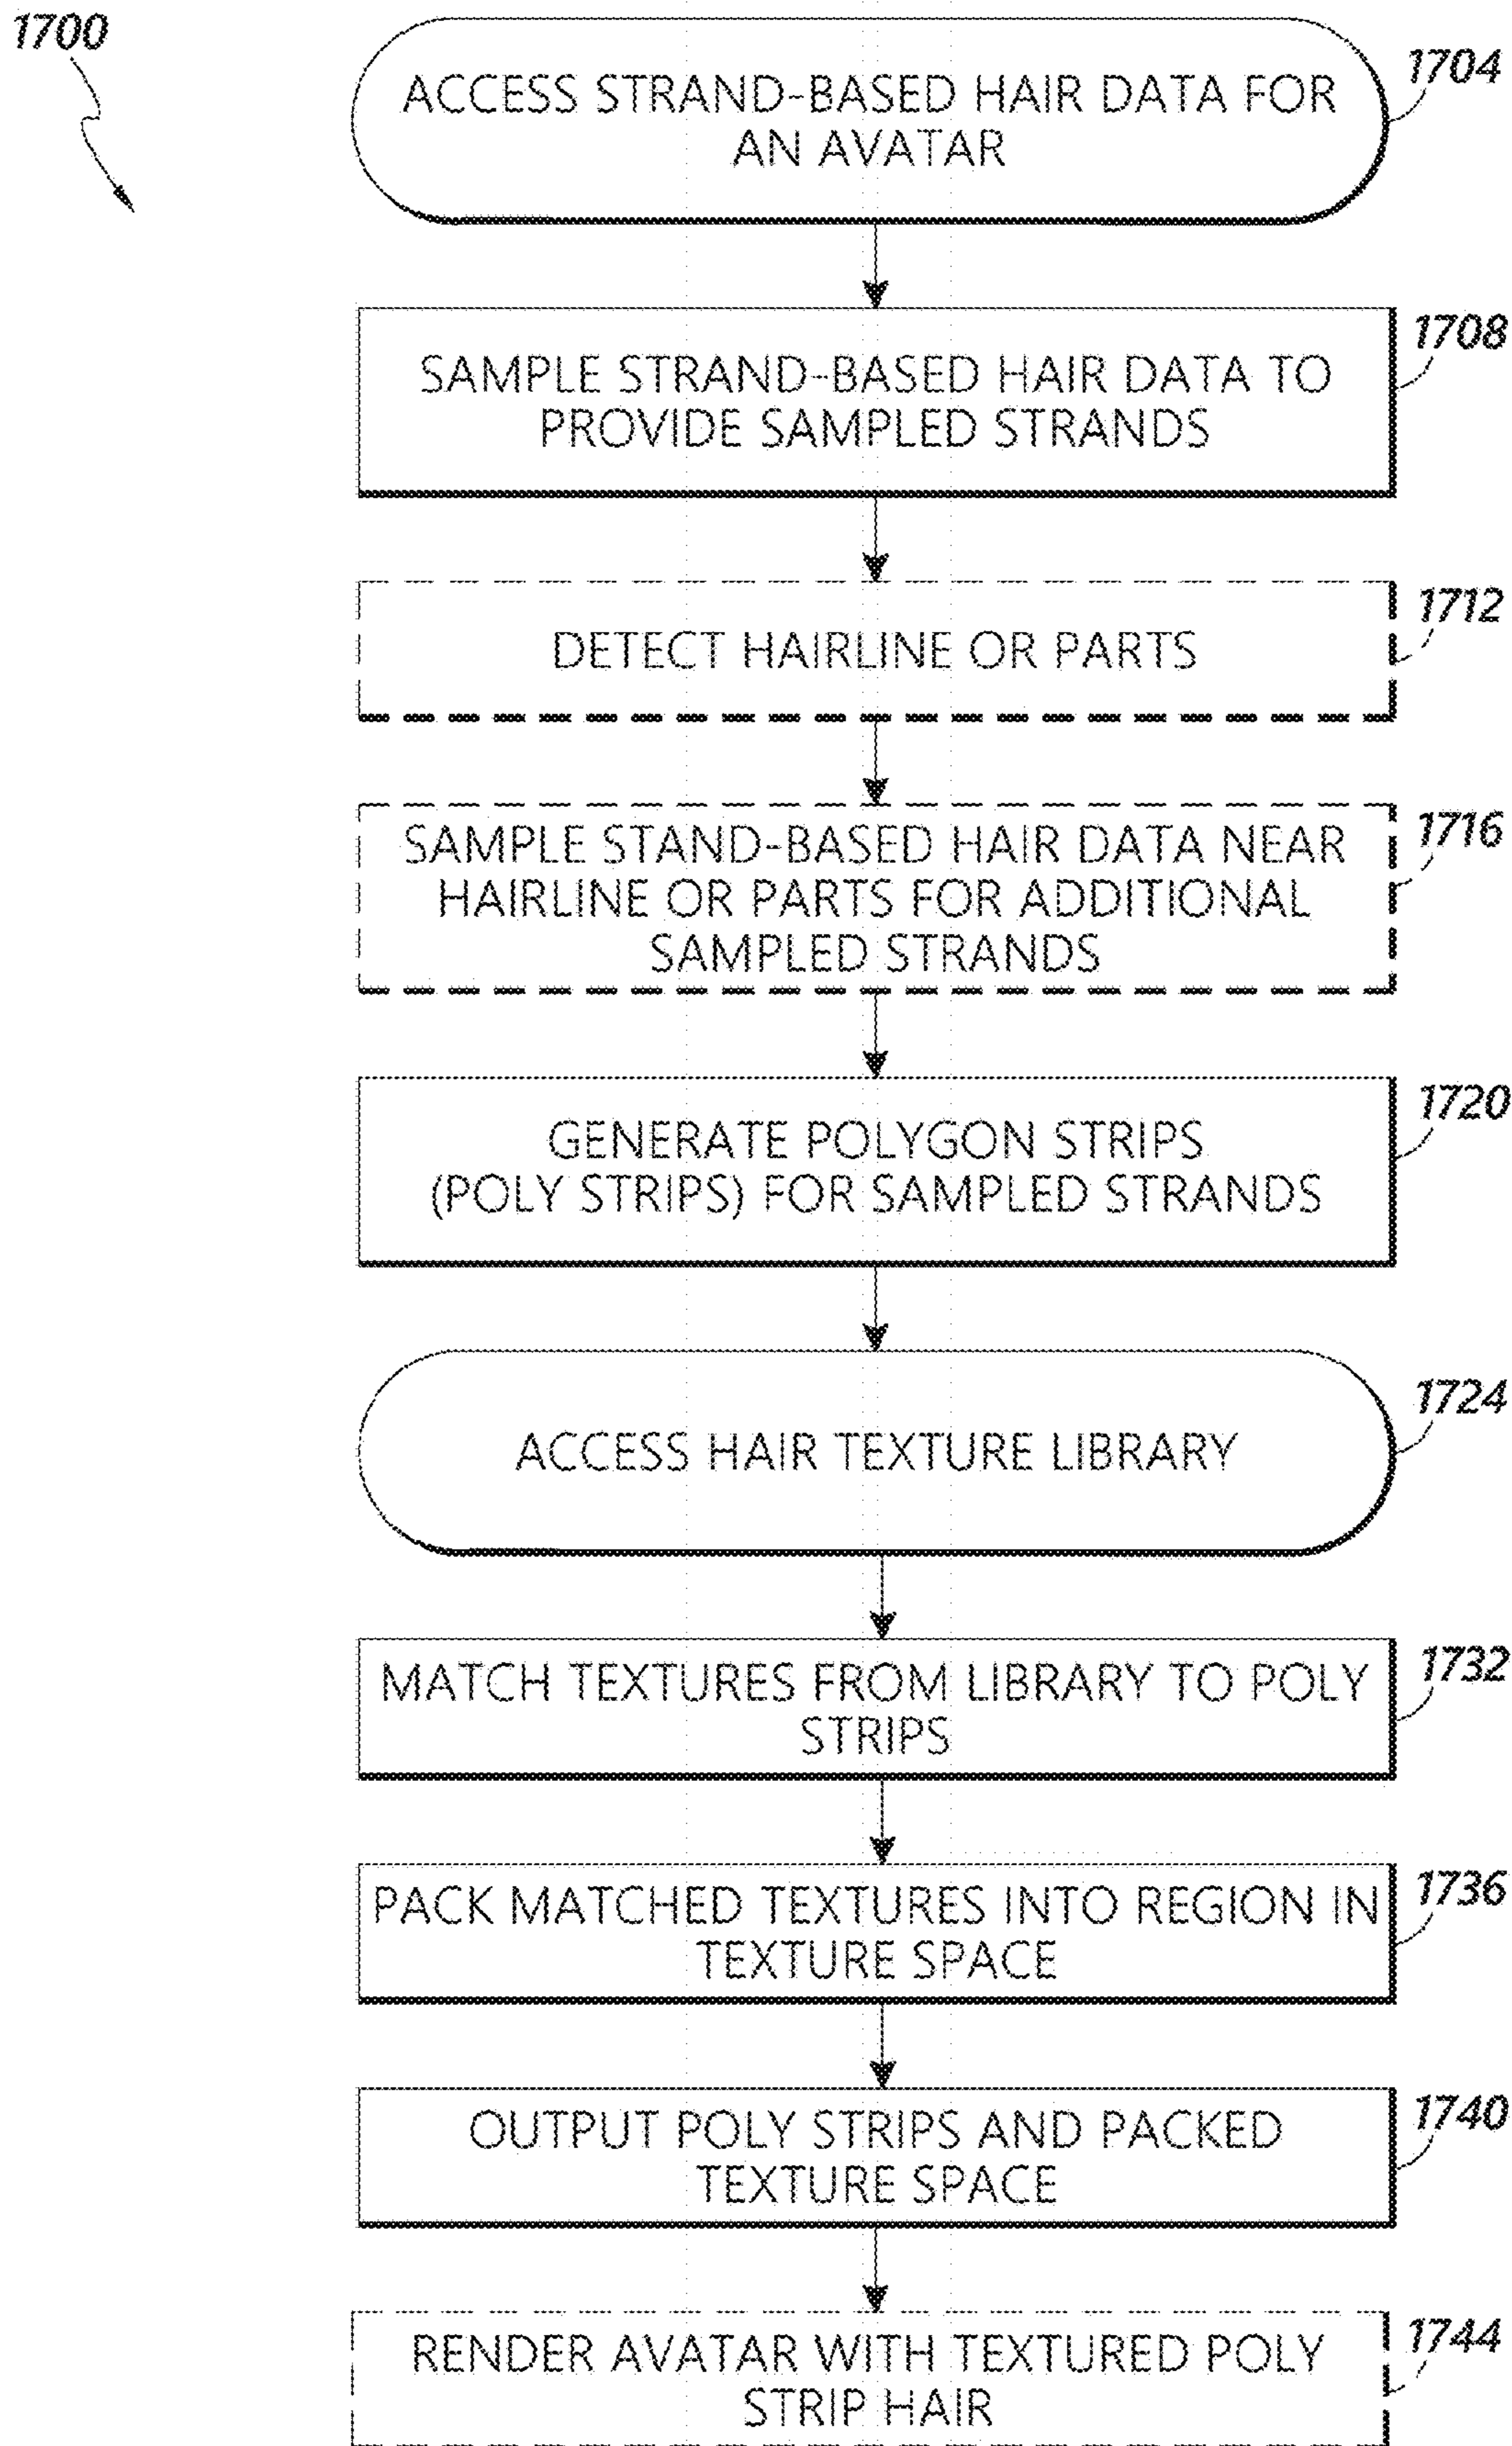 1700
1704
ACCESS STRAND-BASED HAIR DATA FOR
AN AVATAR
1708
SAMPLE STRAND-BASED HAIR DATA TO
PROVIDE SAMPLED STRANDS
1712
DETECT HAIRLINE OR PARTS
1716
SAMPLE STAND-BASED HAIR DATA NEAR
HAIRLINE OR PARTS FOR ADDITIONAL
SAMPLED STRANDS
1720
GENERATE POLYGON STRIPS
(POLY STRIPS) FOR SAMPLED STRANDS
1724
ACCESS HAIR TEXTURE LIBRARY
1732
MATCH TEXTURES FROM LIBRARY TO POLY
STRIPS
1736
PACK MATCHED TEXTURES INTO REGION IN
TEXTURE SPACE
1740
OUTPUT POLY STRIPS AND PACKED
TEXTURE SPACE
1744
RENDER AVATAR WITH TEXTURED POLY
STRIP HAIR